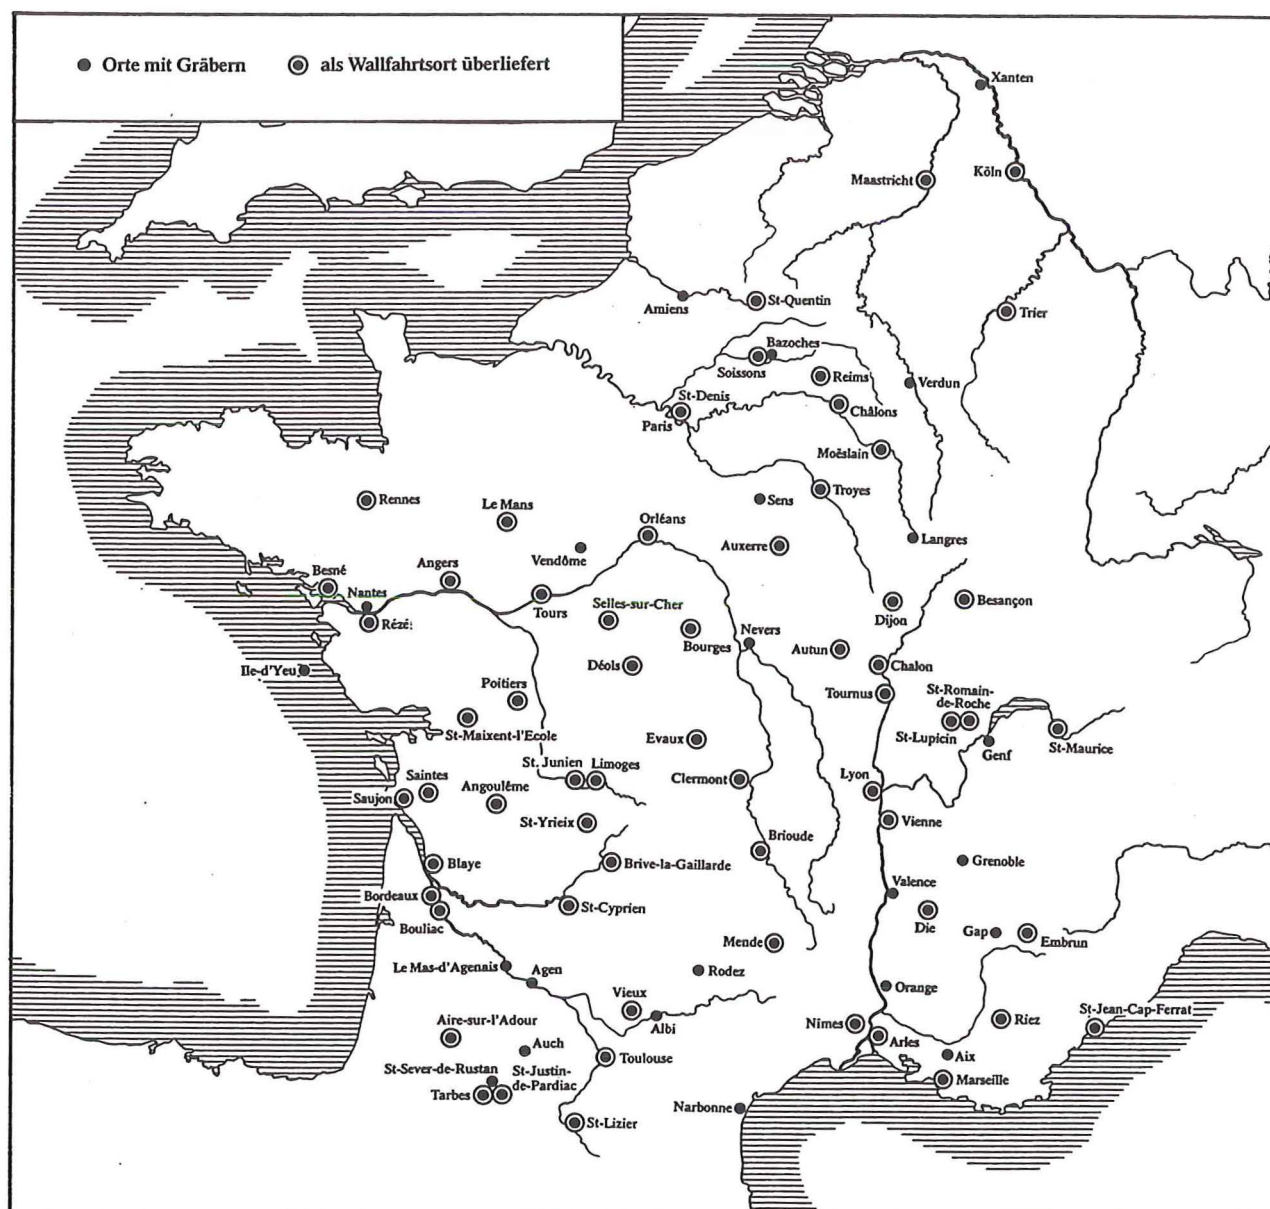 Orte mit Gräbern
als Wallfahrtsort überliefert
Xanten
Maastricht
Köln
Amiens
St-Quentin
Trier
Bazoches
Soissons
Reims
Verdun
St-Denis
Paris
Châlons
Moëslain
Troyes
Sens
Rennes
Le Mans
Orléans
Auxerre
Langres
Vendôme
Besné
Angers
Nantes
Tours
Selles-sur-Cher
Dijon
Besançon
Rézé
Bourges
Nevers
Autun
Ile-d'Yeu
Déols
Chalon
Poitiers
Tournus
St-Romain-
de-Roche
St-Maixent-l'Ecole
Evaux
St-Lupicin
Genf
St-Maurice
St. Junien
Limoges
Clermont
Lyon
Saintes
Angoulême
Saujon
St-Yrieix
Vienne
Brioude
Blaye
Brive-la-Gaillarde
Grenoble
Valence
Bordeaux
St-Cyprien
Bouliac
Die
Gap
Embrun
Mende
Le Mas-d'Agenais
Agen
Rodez
Orange
Vieux
Albi
St-Jean-Cap-Ferrat
Aire-sur-l'Adour
Nîmes
Riez
Arles
Auch
Toulouse
Aix
St-Sever-de-Rustan
St-Justin-
de-Pardiac
Tarbes
Marseille
Narbonne
St-Lizier